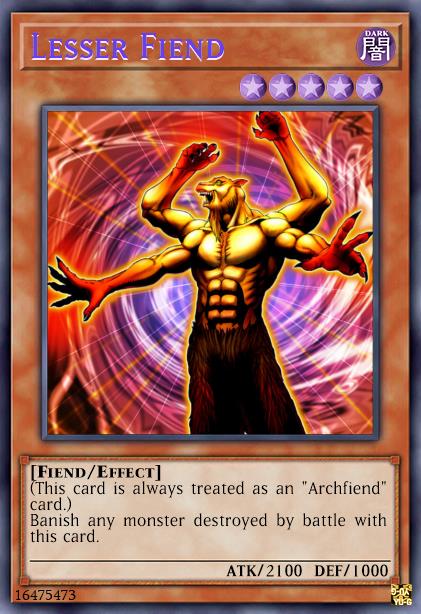 Lesser Fiend
DARK
闇
[Fiend/Effect]
(This card is always treated as an "Archfiend"
card.)
Banish any monster destroyed by battle with
this card.
ATK/2100 DEF/1000
16475473